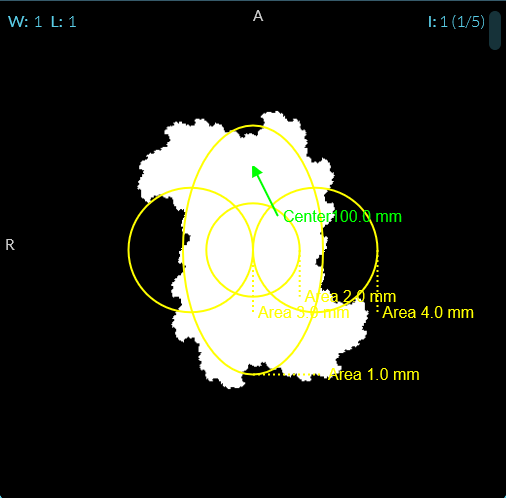 W: 1 L: 1
A
I: 1 (1/5)
Center100.0 mm
R
Area 2.0 mm
Area 3.0 mm
Area 4.0 mm
Area 1.0 mm